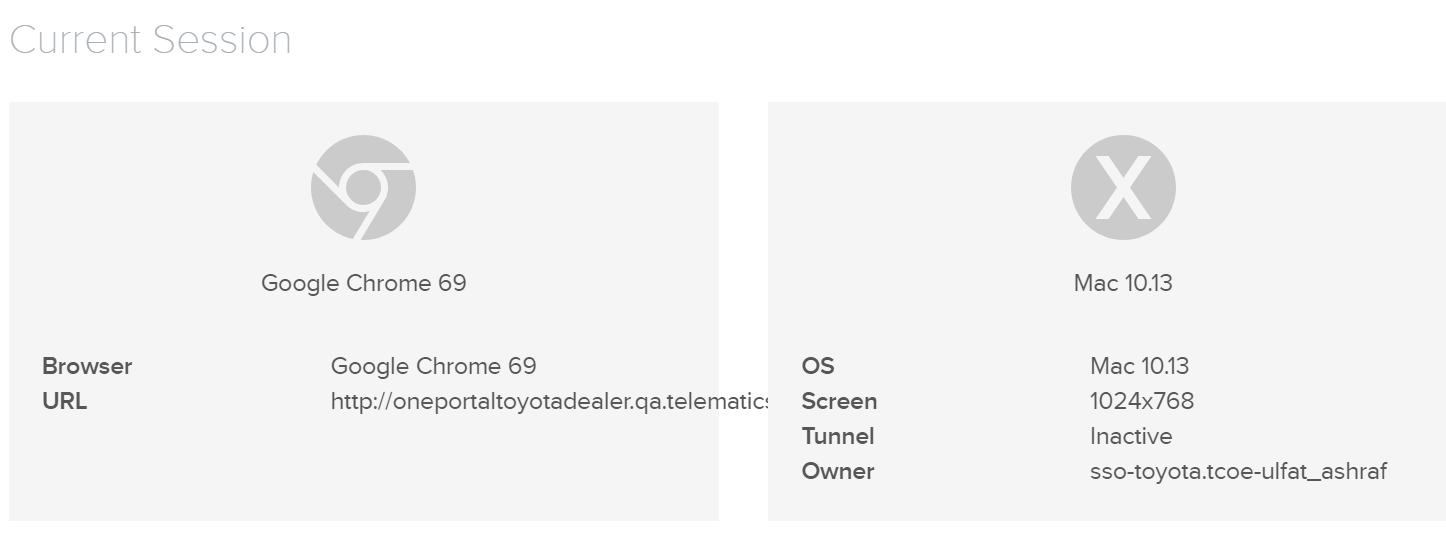 Current Session
Google Chrome 69
Browser Google Chrome 69
URL http://oneportaltoyotadealer.qa.telematics
X
Mac 10.13
OS Mac 10.13
Screen 1024x768
Tunnel Inactive
Owner sso-toyota.tcoe-ulfat_ashraf